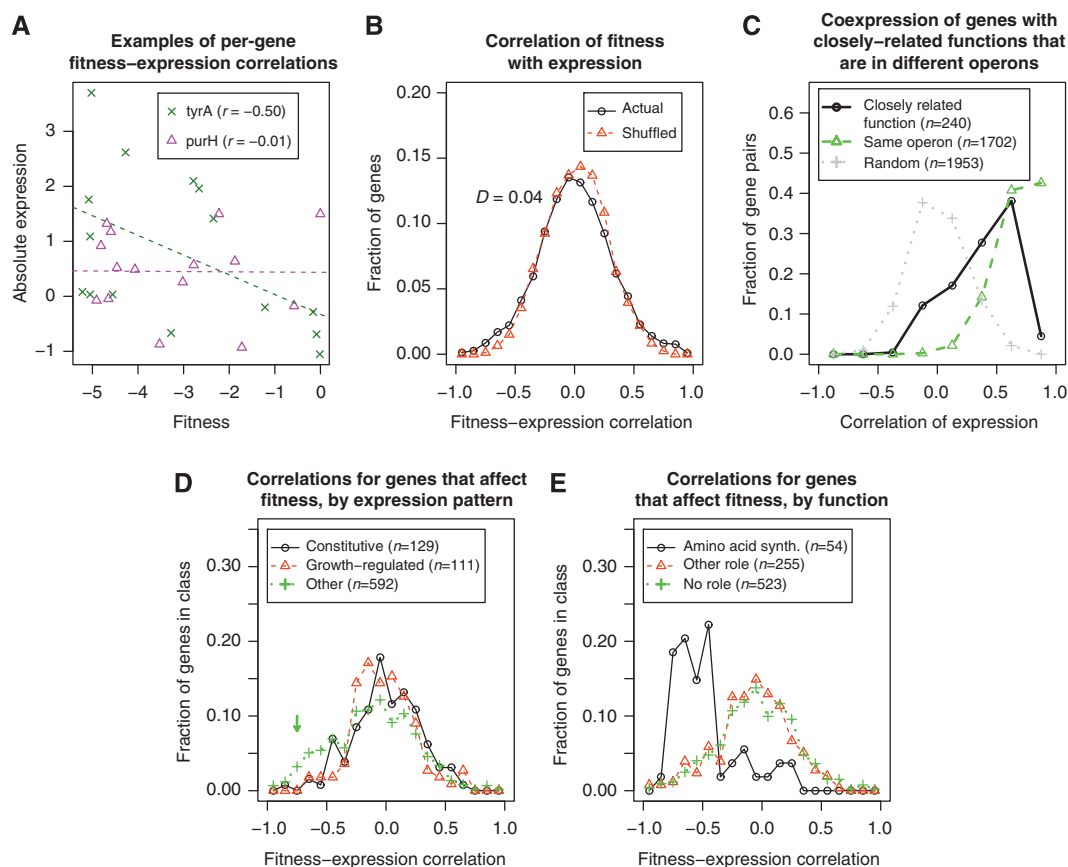 A
Examples of per-gene
fitness–expression correlations
tyrA (r = −0.50)
purH (r = −0.01)
Absolute expression
3
2
1
0
−1
−5
−4
−3
−2
−1
0
Fitness
B
Correlation of fitness
with expression
Actual
Shuffled
D = 0.04
Fraction of genes
0.20
0.15
0.10
0.05
0.00
−1.0
−0.5
0.0
0.5
1.0
Fitness–expression correlation
C
Coexpression of genes with
closely–related functions that
are in different operons
Closely related
function (n=240)
Same operon (n=1702)
Random (n=1953)
Fraction of gene pairs
0.6
0.5
0.4
0.3
0.2
0.1
0.0
−1.0
−0.5
0.0
0.5
1.0
Correlation of expression
D
Correlations for genes that affect
fitness, by expression pattern
Constitutive (n=129)
Growth–regulated (n=111)
Other (n=592)
Fraction of genes in class
0.30
0.20
0.10
0.00
−1.0
−0.5
0.0
0.5
1.0
Fitness–expression correlation
E
Correlations for genes
that affect fitness, by function
Amino acid synth. (n=54)
Other role (n=255)
No role (n=523)
Fraction of genes in class
0.30
0.20
0.10
0.00
−1.0
−0.5
0.0
0.5
1.0
Fitness–expression correlation